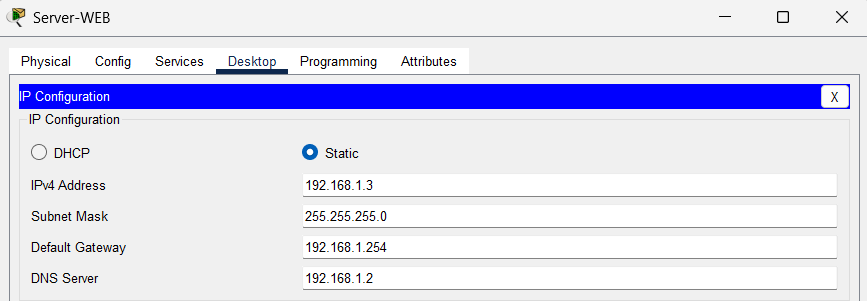 Server-WEB
Physical Config Services Desktop Programming Attributes
IP Configuration X
IP Configuration
DHCP Static
IPv4 Address 192.168.1.3
Subnet Mask 255.255.255.0
Default Gateway 192.168.1.254
DNS Server 192.168.1.2